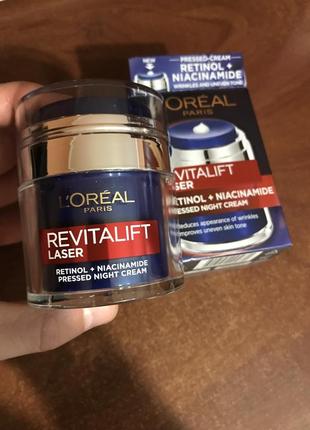 L'ORÉAL
PARIS
REVITALIFT
LASER
RETINOL + NIACINAMIDE
PRESSED NIGHT CREAM
NEW
PRESSED-CREAM
RETINOL +
NIACINAMIDE
WRINKLES AND UNEVEN TONE
'ORÉAL
PARIS
REVITALIFT
LASER
RETINOL + NIACINAMIDE
PRESSED NIGHT CREAM
reduces appearance of wrinkles
improves uneven skin tone